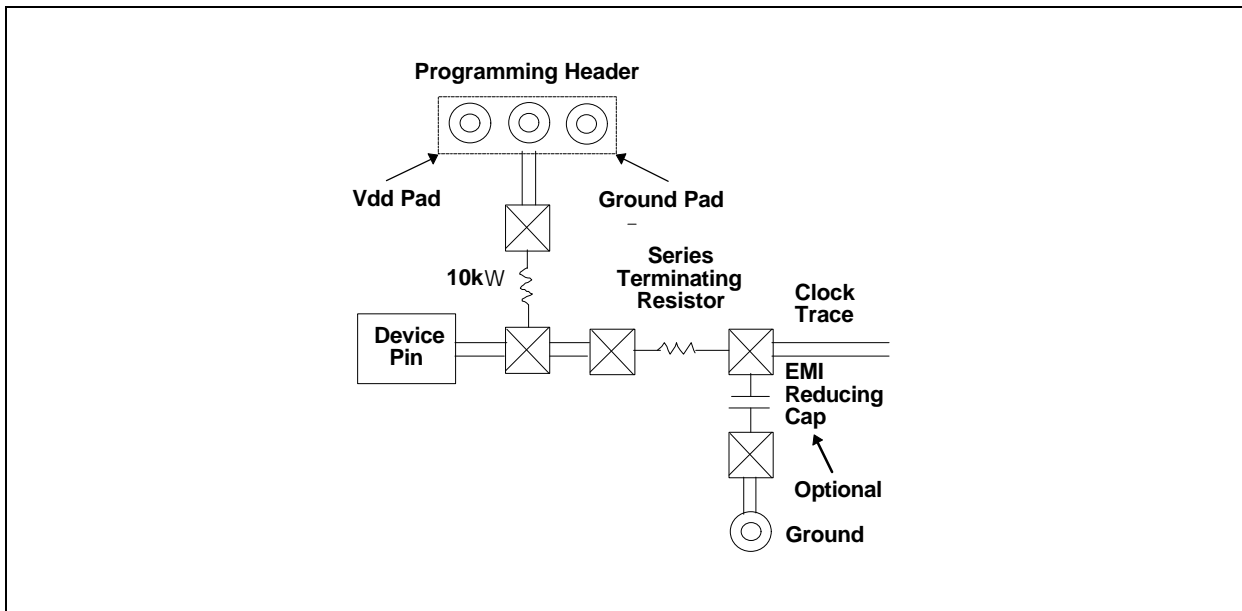 Programming Header
Vdd Pad
Ground Pad
10kW
Series
Terminating
Resistor
Clock
Trace
Device
Pin
EMI
Reducing
Cap
Optional
Ground